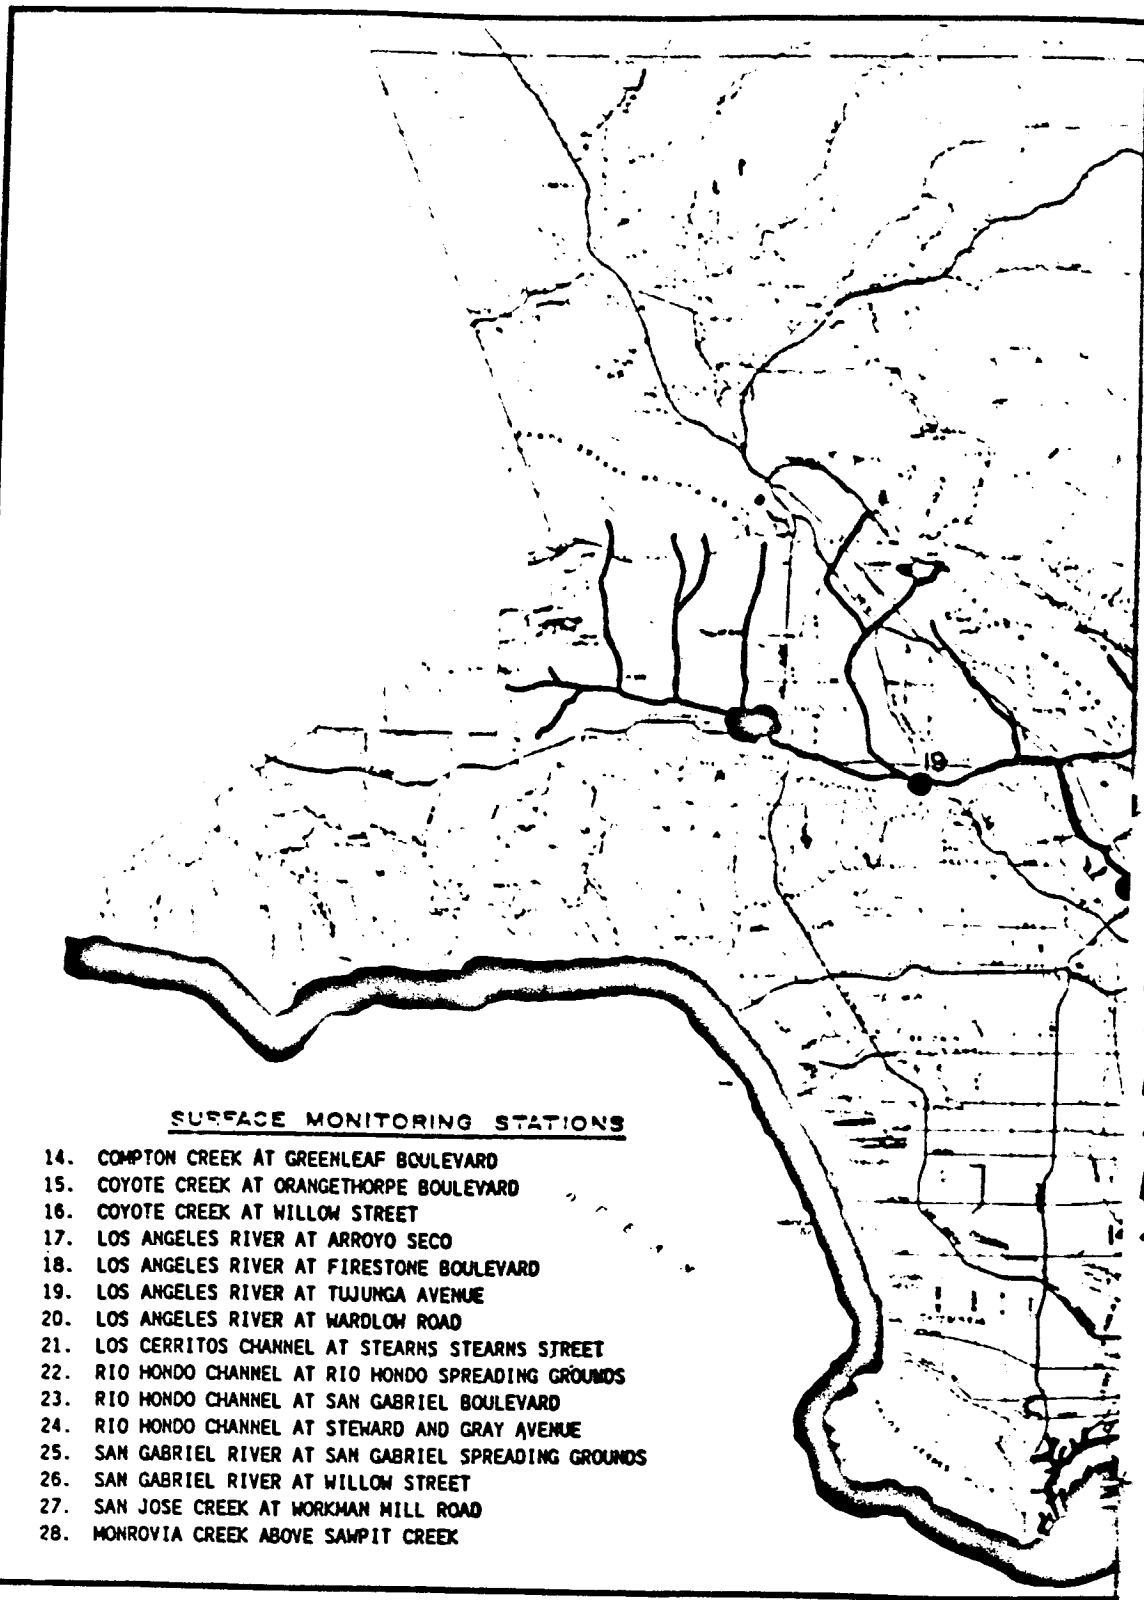 19
SURFACE MONITORING STATIONS
14. COMPTON CREEK AT GREENLEAF BOULEVARD
15. COYOTE CREEK AT ORANGETHORPE BOULEVARD
16. COYOTE CREEK AT WILLOW STREET
17. LOS ANGELES RIVER AT ARROYO SECO
18. LOS ANGELES RIVER AT FIRESTONE BOULEVARD
19. LOS ANGELES RIVER AT TUJUNGA AVENUE
20. LOS ANGELES RIVER AT WARDLOW ROAD
21. LOS CERRITOS CHANNEL AT STEARNS STEARNS STREET
22. RIO HONDO CHANNEL AT RIO HONDO SPREADING GROUNDS
23. RIO HONDO CHANNEL AT SAN GABRIEL BOULEVARD
24. RIO HONDO CHANNEL AT STEWARD AND GRAY AVENUE
25. SAN GABRIEL RIVER AT SAN GABRIEL SPREADING GROUNDS
26. SAN GABRIEL RIVER AT WILLOW STREET
27. SAN JOSE CREEK AT WORKMAN MILL ROAD
28. MONROVIA CREEK ABOVE SAWPIT CREEK